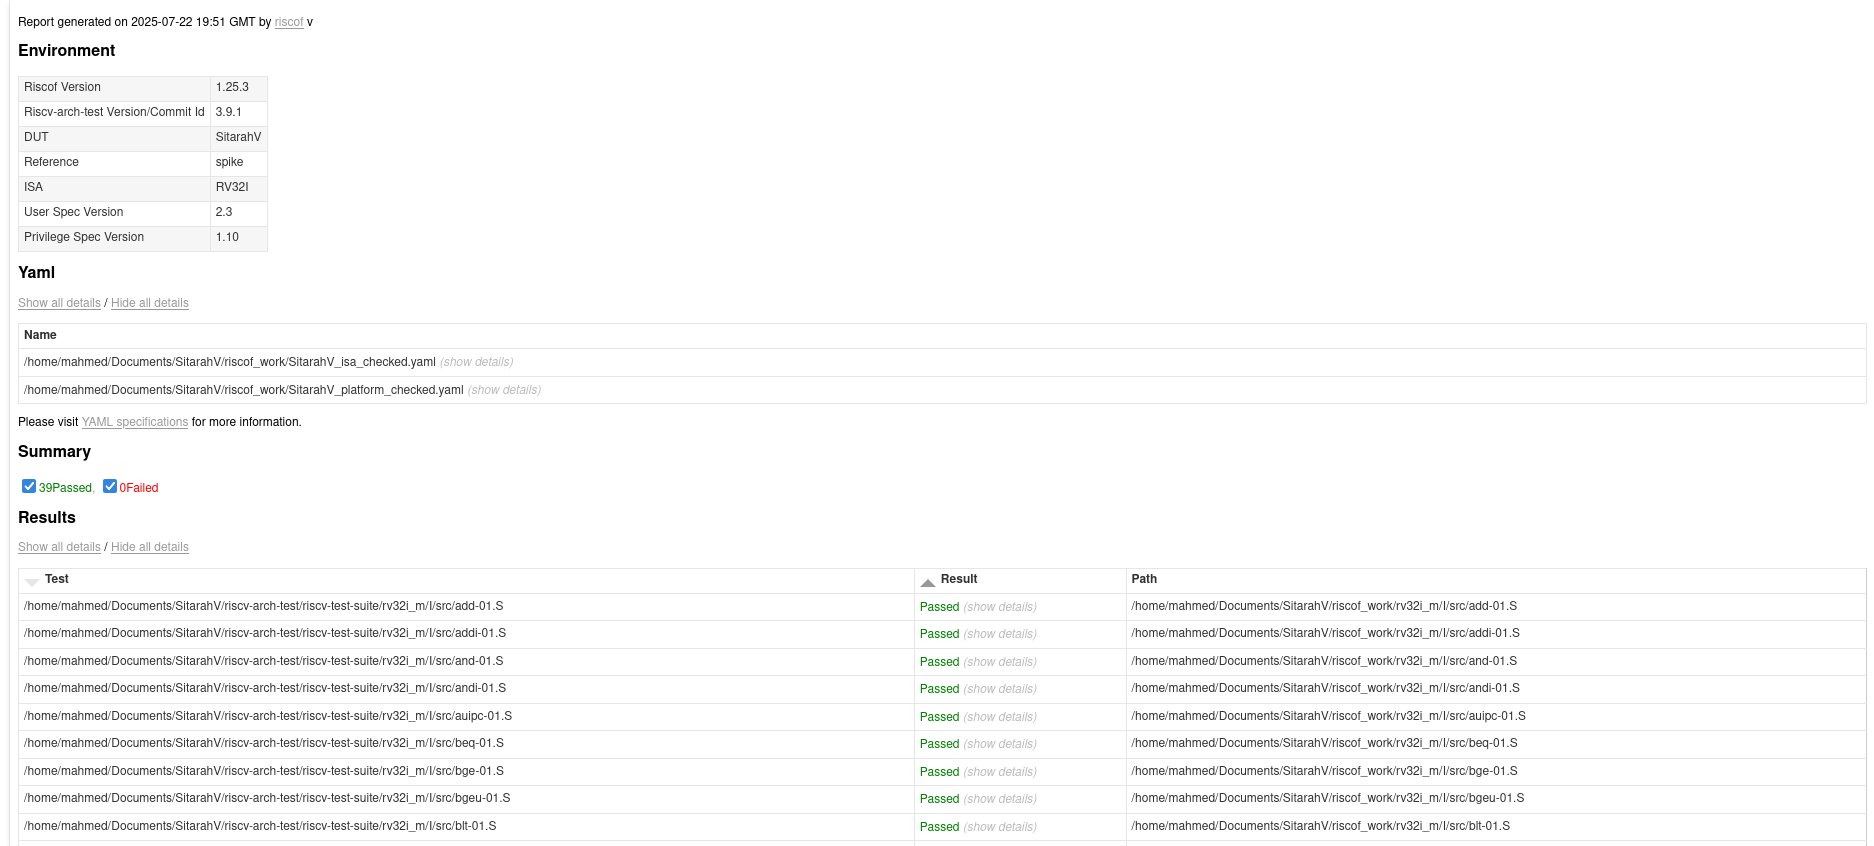 Report generated on 2025-07-22 19:51 GMT by riscof v
Environment
Riscof Version 1.25.3
Riscv-arch-test Version/Commit Id 3.9.1
DUT SitarahV
Reference spike
ISA RV32I
User Spec Version 2.3
Privilege Spec Version 1.10
Yaml
Show all details / Hide all details
Name
/home/mahmed/Documents/SitarahV/riscof_work/SitarahV_isa_checked.yaml (show details)
/home/mahmed/Documents/SitarahV/riscof_work/SitarahV_platform_checked.yaml (show details)
Please visit YAML specifications for more information.
Summary
39Passed, 0Failed
Results
Show all details / Hide all details
Test Result Path
/home/mahmed/Documents/SitarahV/riscv-arch-test/riscv-test-suite/rv32i_m/I/src/add-01.S Passed (show details) /home/mahmed/Documents/SitarahV/riscof_work/rv32i_m/I/src/add-01.S
/home/mahmed/Documents/SitarahV/riscv-arch-test/riscv-test-suite/rv32i_m/I/src/addi-01.S Passed (show details) /home/mahmed/Documents/SitarahV/riscof_work/rv32i_m/I/src/addi-01.S
/home/mahmed/Documents/SitarahV/riscv-arch-test/riscv-test-suite/rv32i_m/I/src/and-01.S Passed (show details) /home/mahmed/Documents/SitarahV/riscof_work/rv32i_m/I/src/and-01.S
/home/mahmed/Documents/SitarahV/riscv-arch-test/riscv-test-suite/rv32i_m/I/src/andi-01.S Passed (show details) /home/mahmed/Documents/SitarahV/riscof_work/rv32i_m/I/src/andi-01.S
/home/mahmed/Documents/SitarahV/riscv-arch-test/riscv-test-suite/rv32i_m/I/src/auipc-01.S Passed (show details) /home/mahmed/Documents/SitarahV/riscof_work/rv32i_m/I/src/auipc-01.S
/home/mahmed/Documents/SitarahV/riscv-arch-test/riscv-test-suite/rv32i_m/I/src/beq-01.S Passed (show details) /home/mahmed/Documents/SitarahV/riscof_work/rv32i_m/I/src/beq-01.S
/home/mahmed/Documents/SitarahV/riscv-arch-test/riscv-test-suite/rv32i_m/I/src/bge-01.S Passed (show details) /home/mahmed/Documents/SitarahV/riscof_work/rv32i_m/I/src/bge-01.S
/home/mahmed/Documents/SitarahV/riscv-arch-test/riscv-test-suite/rv32i_m/I/src/bgeu-01.S Passed (show details) /home/mahmed/Documents/SitarahV/riscof_work/rv32i_m/I/src/bgeu-01.S
/home/mahmed/Documents/SitarahV/riscv-arch-test/riscv-test-suite/rv32i_m/I/src/blt-01.S Passed (show details) /home/mahmed/Documents/SitarahV/riscof_work/rv32i_m/I/src/blt-01.S